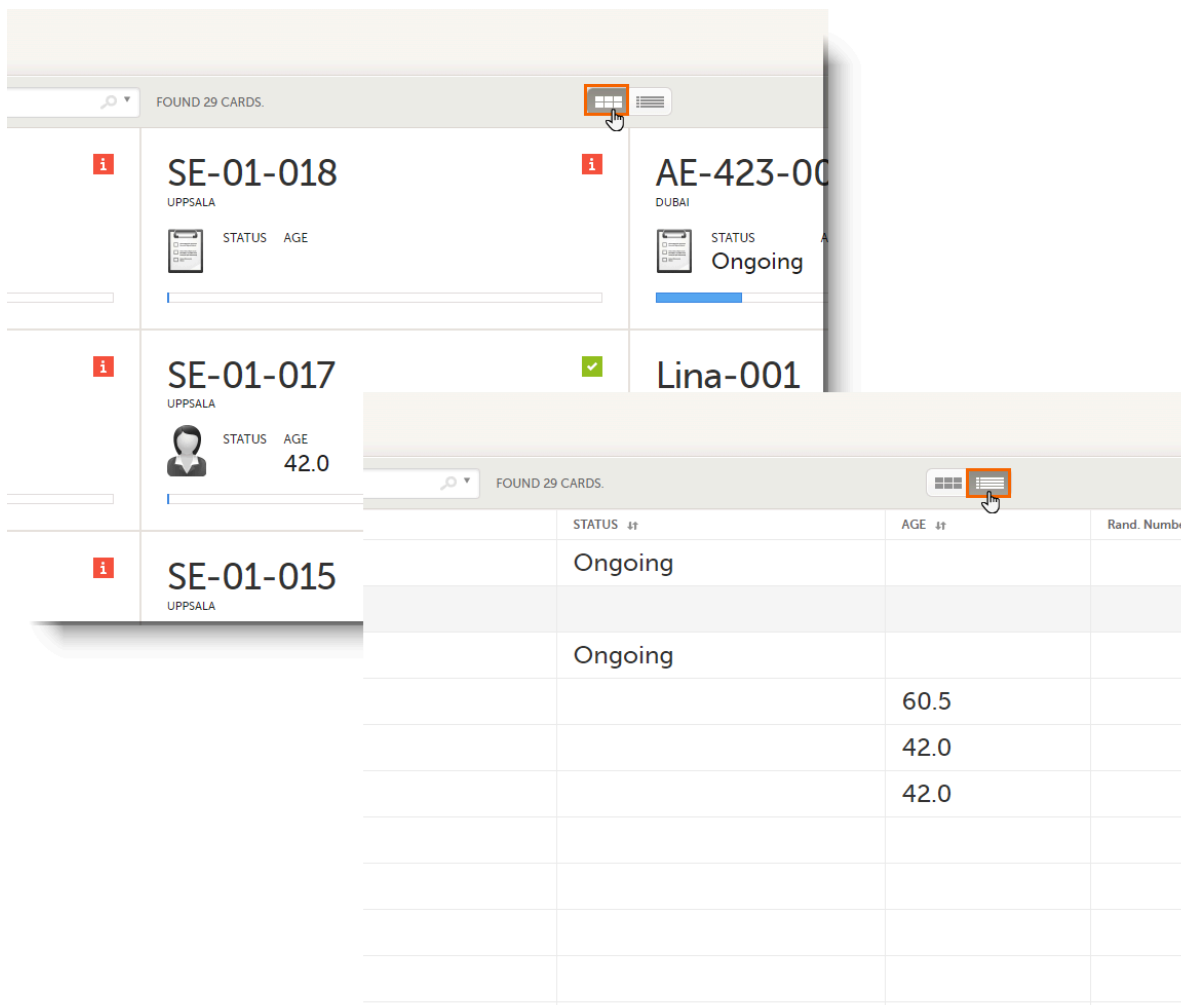 FOUND 29 CARDS.
SE-01-018
UPPSALA
STATUS AGE
AE-423-00
DUBAI
STATUS A
Ongoing
SE-01-017
UPPSALA
STATUS AGE
42.0
Lina-001
SE-01-015
UPPSALA
FOUND 29 CARDS.
STATUS AGE Rand. Numbe
Ongoing
Ongoing
60.5
42.0
42.0